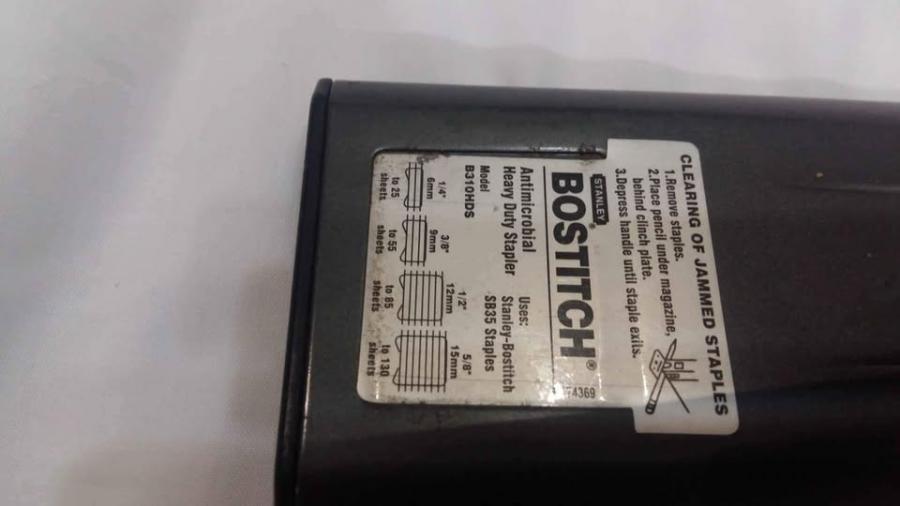 CLEARING OF JAMMED STAPLES
1.Remove staples.
2.Place pencil under magazine,
behind clinch plate.
3.Depress handle until staple exits.
STANLEY®
BOSTITCH®
74369
Antimicrobial
Heavy Duty Stapler
Model
B310HDS
Uses:
Stanley-Bostitch
SB35 Staples
1/4"
6mm
to 25
sheets
3/8"
9mm
to 55
sheets
1/2"
12mm
to 85
sheets
5/8"
15mm
to 130
sheets